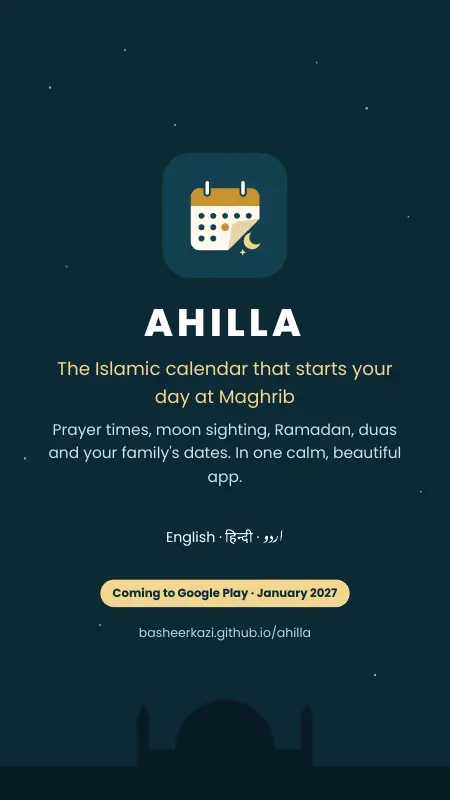 AHILLA
The Islamic calendar that starts your
day at Maghrib
Prayer times, moon sighting, Ramadan, duas
and your family's dates. In one calm, beautiful
app.
English · हिन्दी · اردو
Coming to Google Play · January 2027
basheerkazi.github.io/ahilla